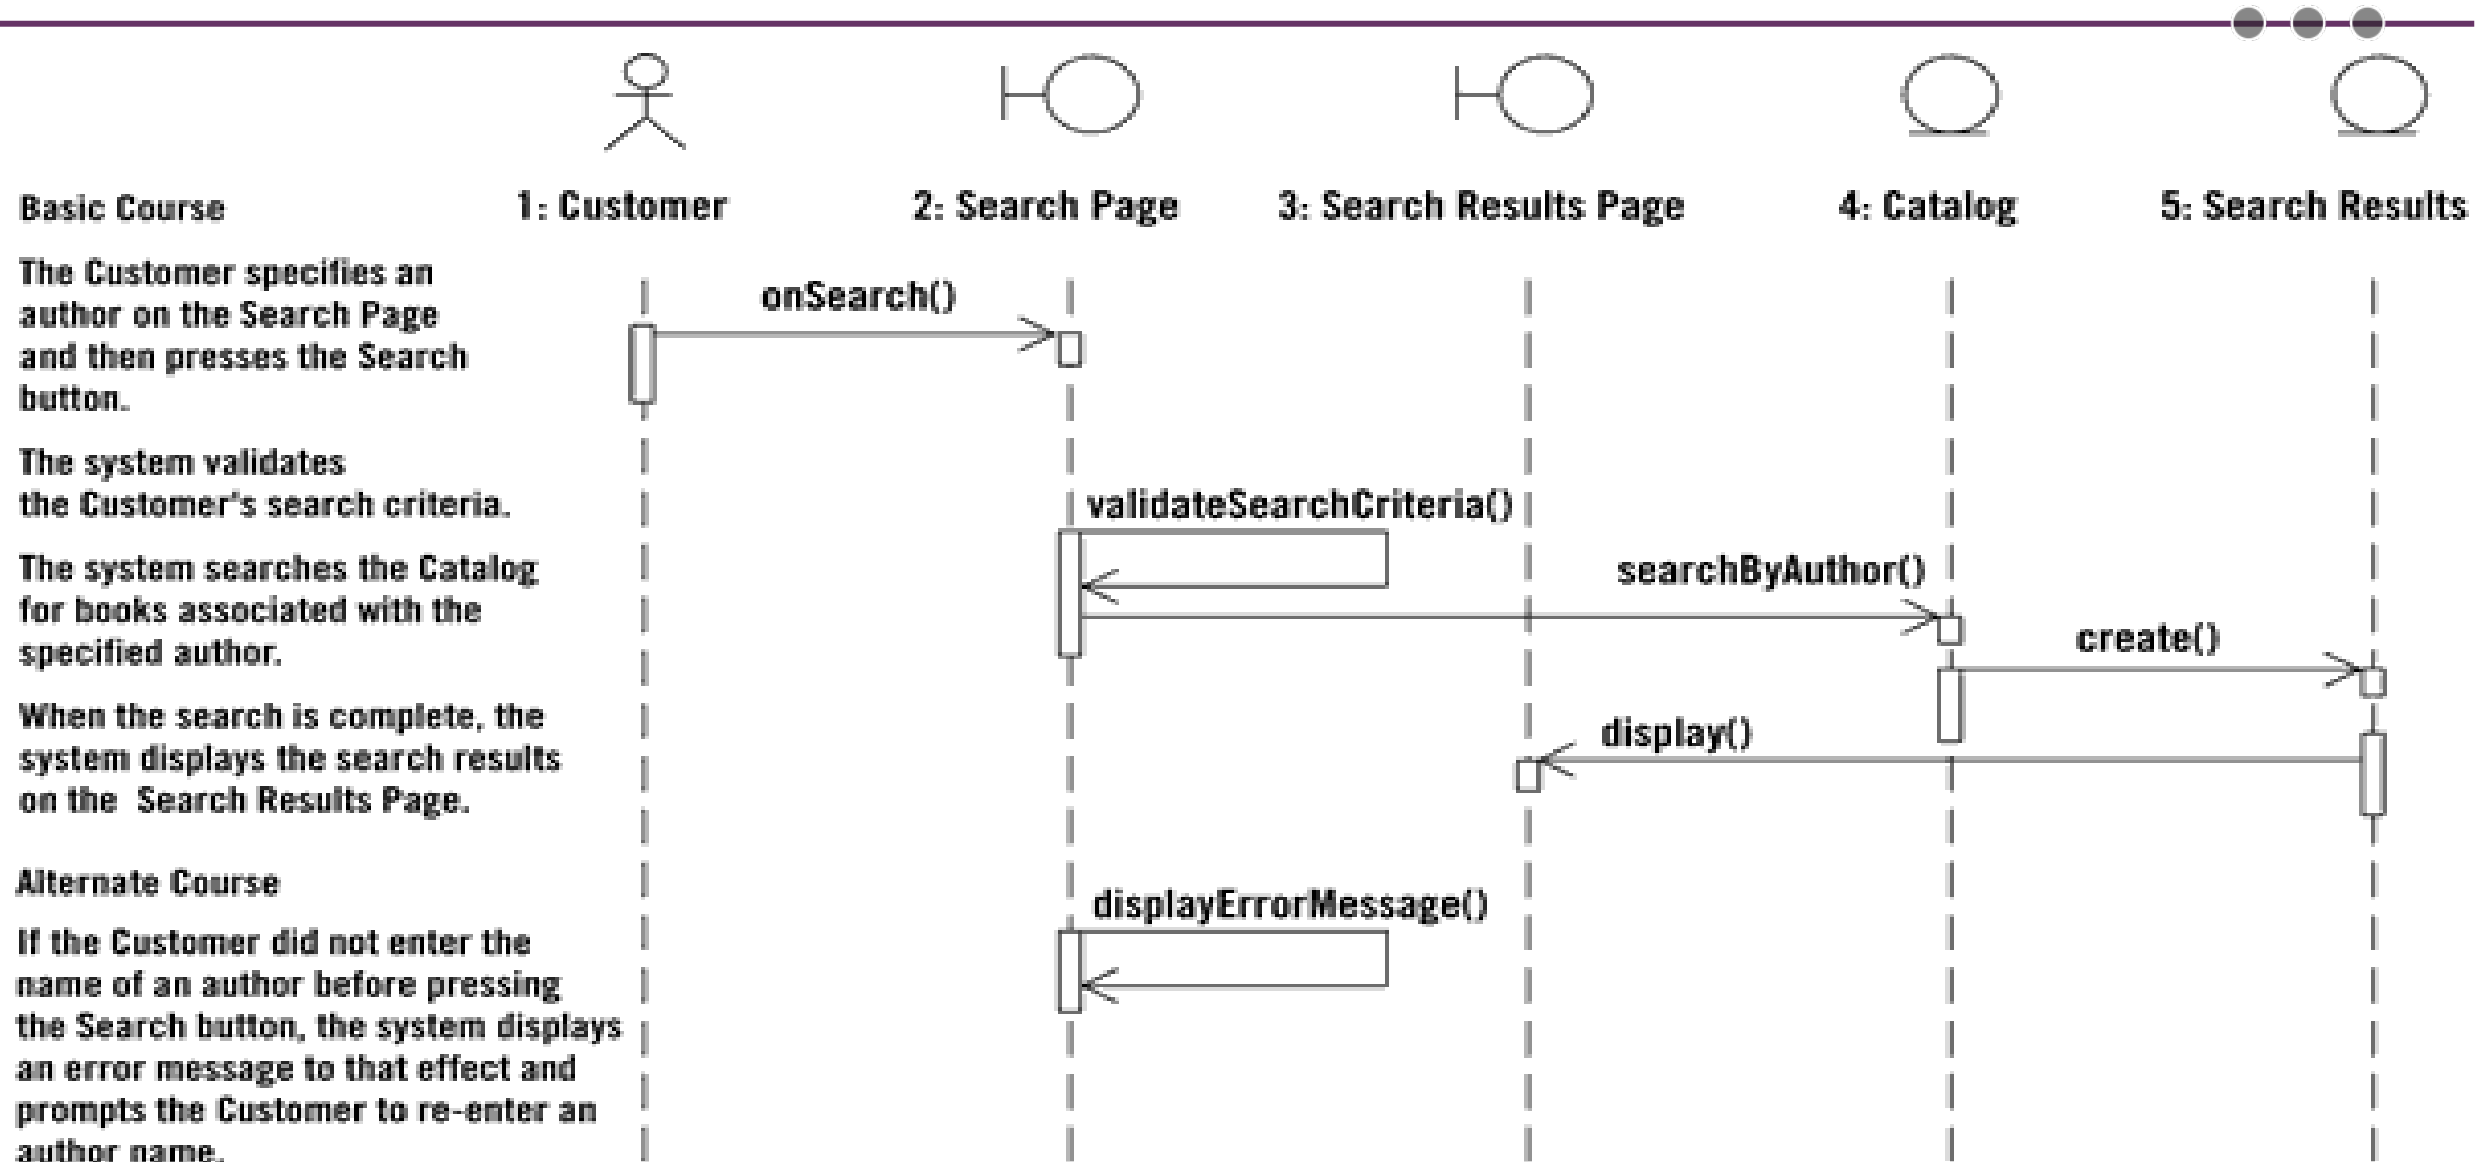 1: Customer
2: Search Page
3: Search Results Page
4: Catalog
5: Search Results
Basic Course
The Customer specifies an
author on the Search Page
and then presses the Search
button.
The system validates
the Customer's search criteria.
The system searches the Catalog
for books associated with the
specified author.
When the search is complete, the
system displays the search results
on the Search Results Page.
Alternate Course
If the Customer did not enter the
name of an author before pressing
the Search button, the system displays
an error message to that effect and
prompts the Customer to re-enter an
author name.
onSearch()
validateSearchCriteria()
searchByAuthor()
create()
display()
displayErrorMessage()